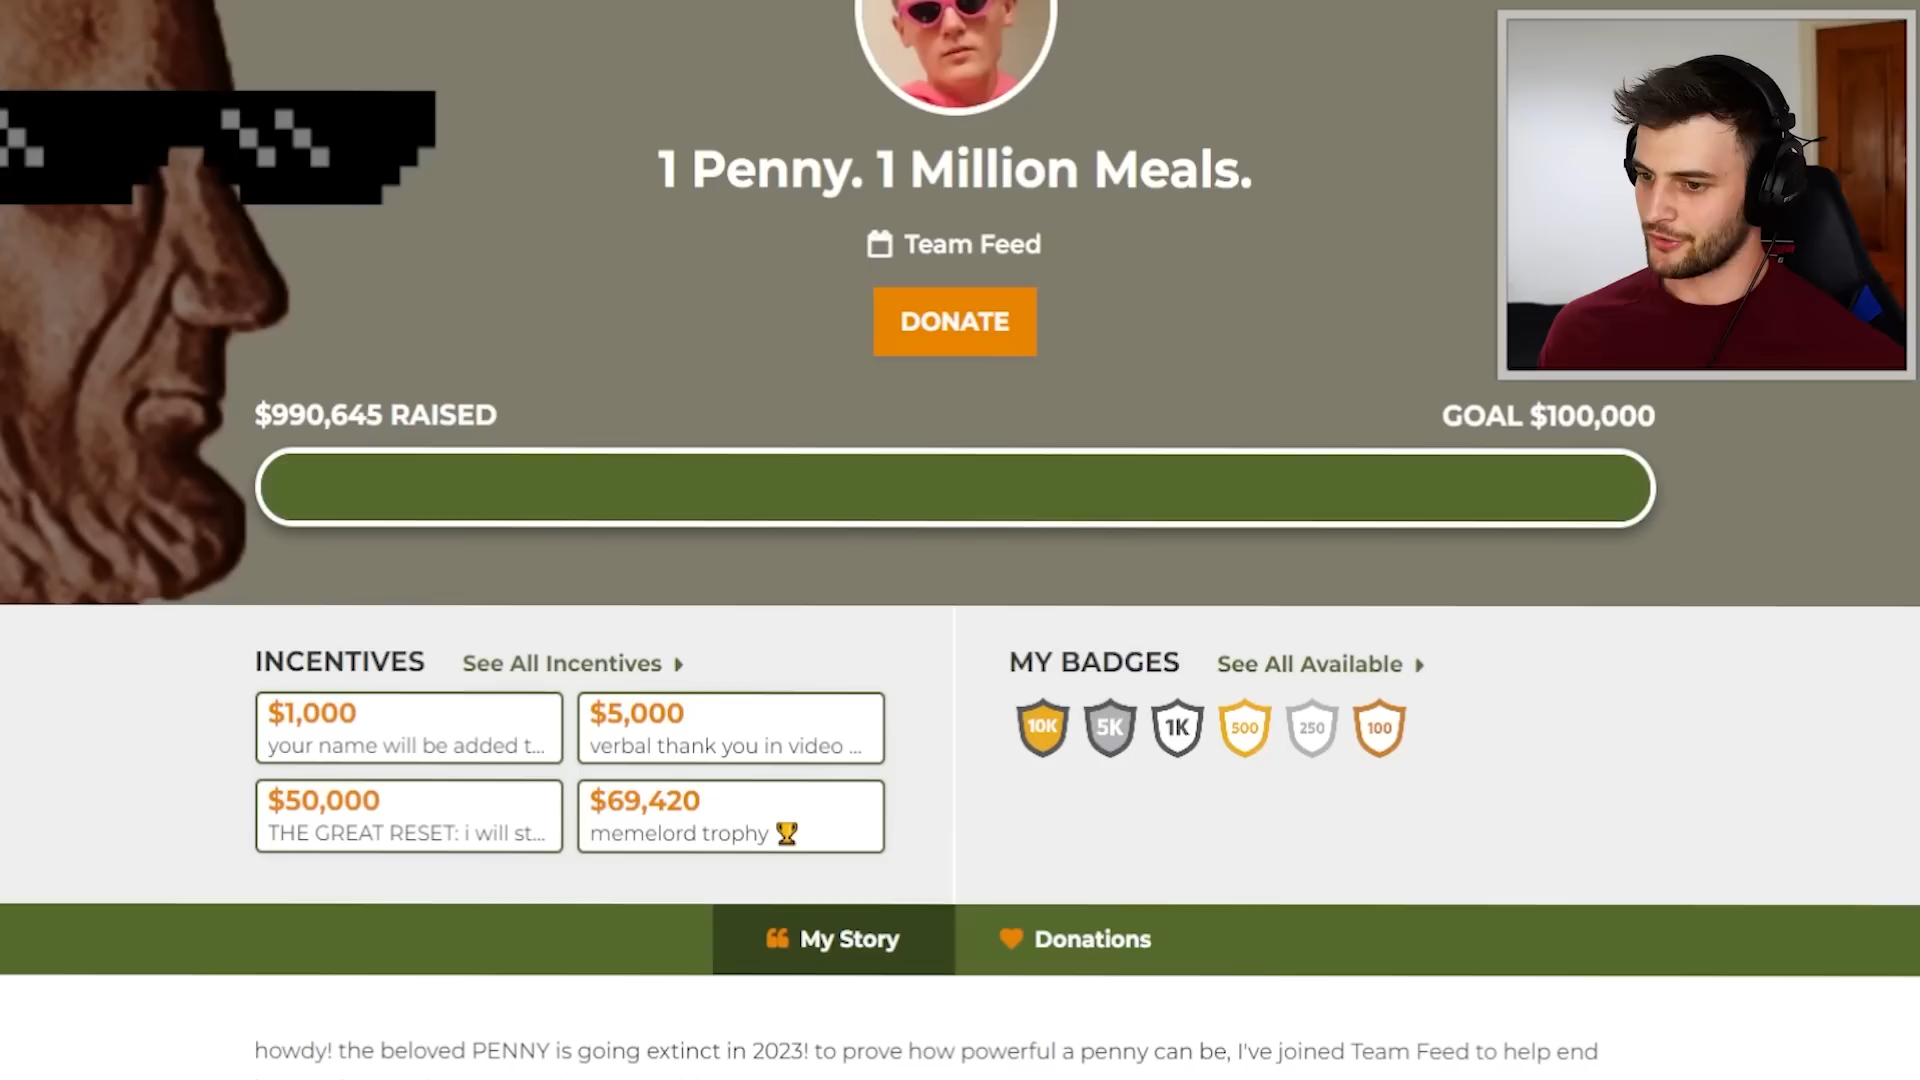 1 Penny. 1 Million Meals.
Team Feed
DONATE
$990,645 RAISED
GOAL $100,000
INCENTIVES
See All Incentives
$1,000
your name will be added t...
$5,000
verbal thank you in video ...
$50,000
THE GREAT RESET: i will st...
$69,420
memelord trophy 🏆
MY BADGES
See All Available
10K
5K
1K
500
250
100
My Story
Donations
howdy! the beloved PENNY is going extinct in 2023! to prove how powerful a penny can be, I've joined Team Feed to help end